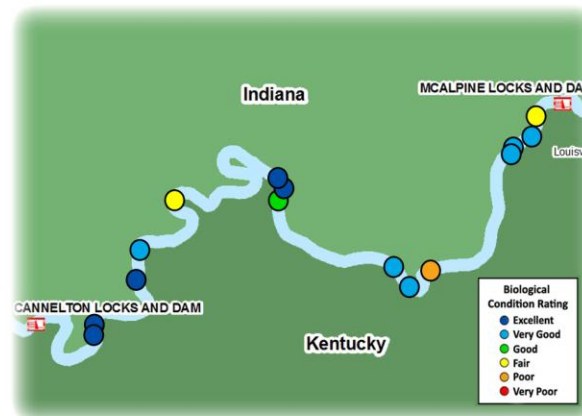 MCALPINE LOCKS AND DA
Indiana
Louisv
CANNELTON LOCKS AND DAM
Kentucky
Biological
Condition Rating
Excellent
Very Good
Good
Fair
Poor
Very Poor